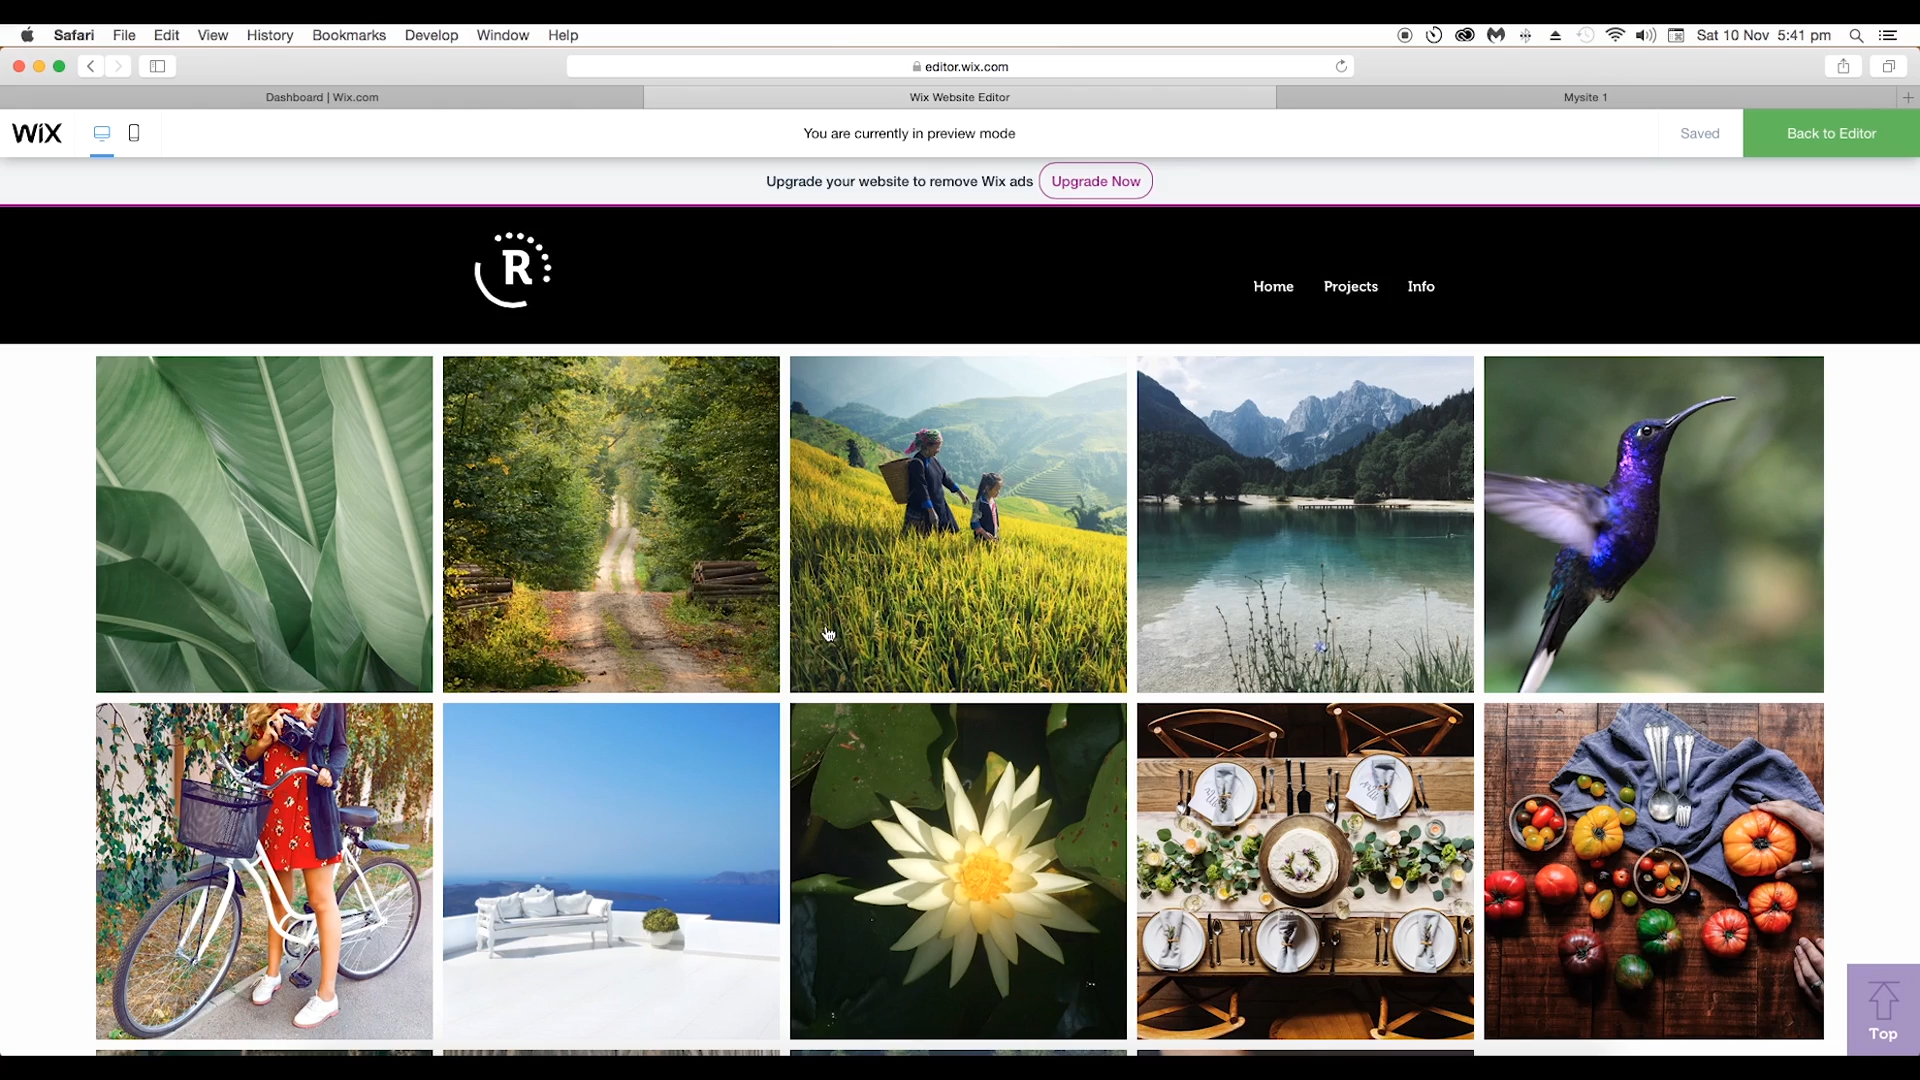 Safari File Edit View History Bookmarks Develop Window Help Sat 10 Nov 5:41 pm
editor.wix.com
Dashboard | Wix.com Wix Website Editor Mysite 1
WiX You are currently in preview mode Saved Back to Editor
Upgrade your website to remove Wix ads Upgrade Now
R
Home Projects Info
Top